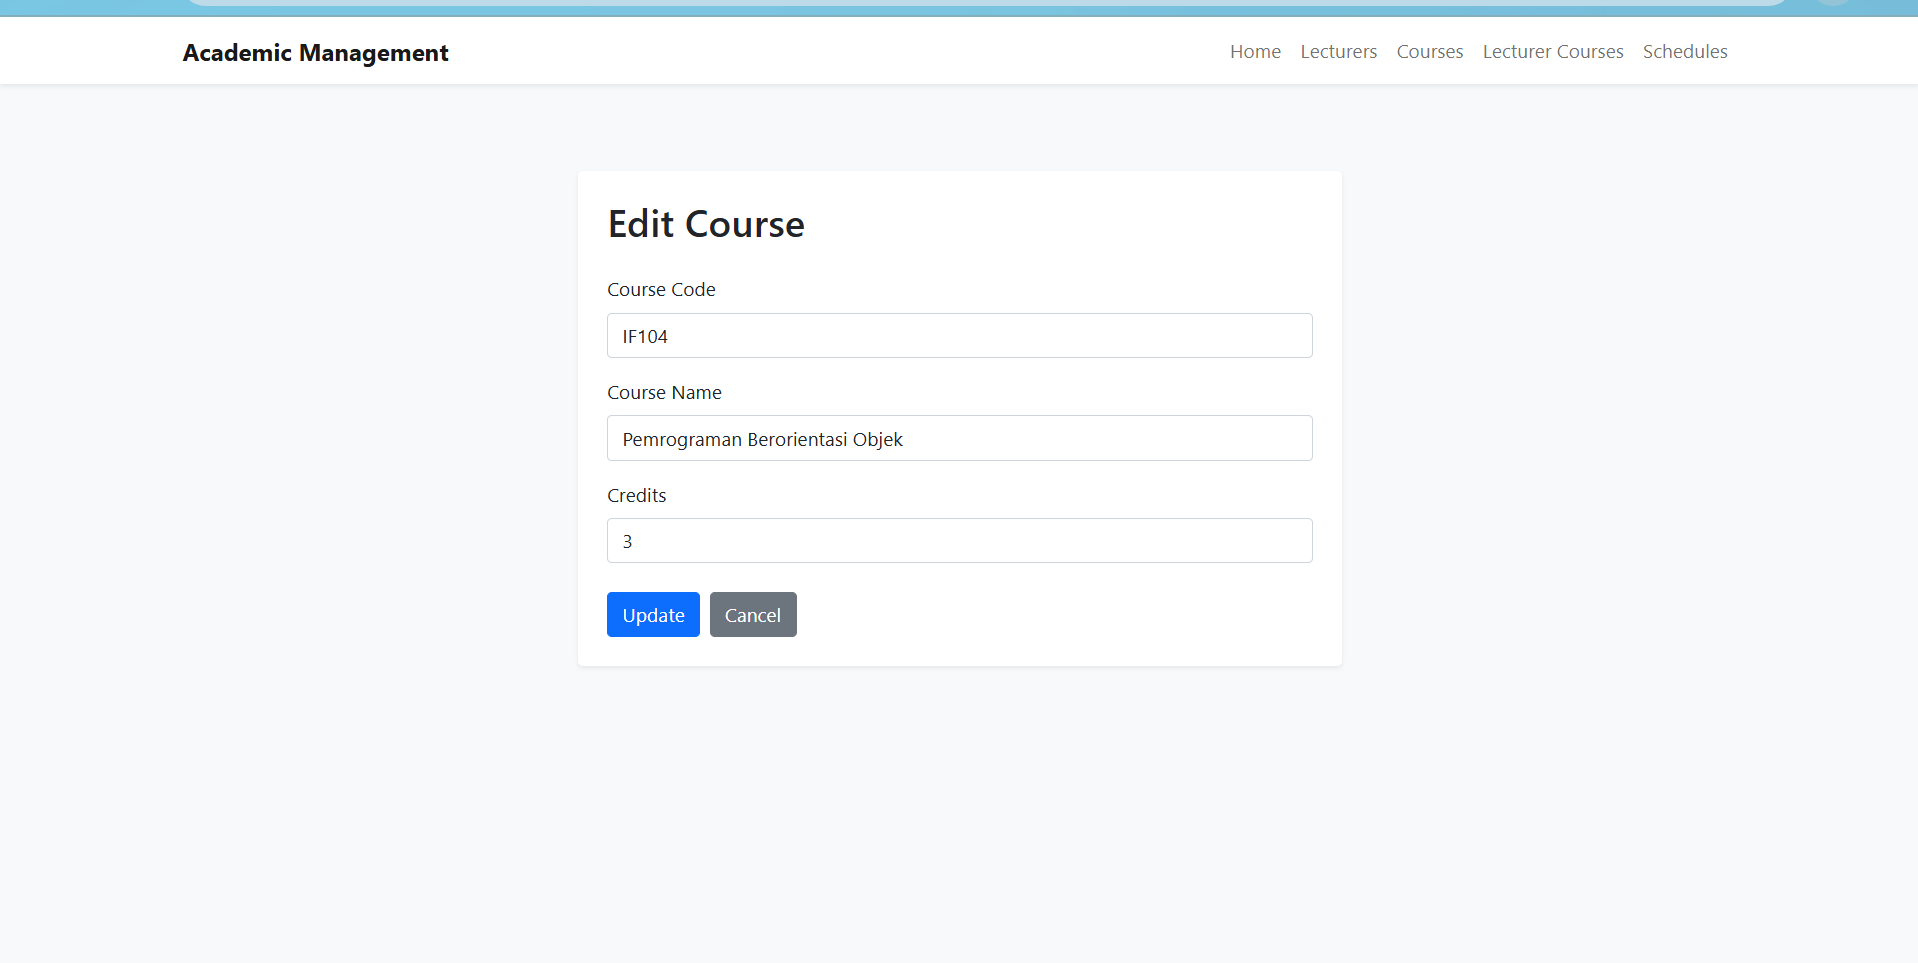 Academic Management
Home Lecturers Courses Lecturer Courses Schedules
Edit Course
Course Code
IF104
Course Name
Pemrograman Berorientasi Objek
Credits
3
Update Cancel